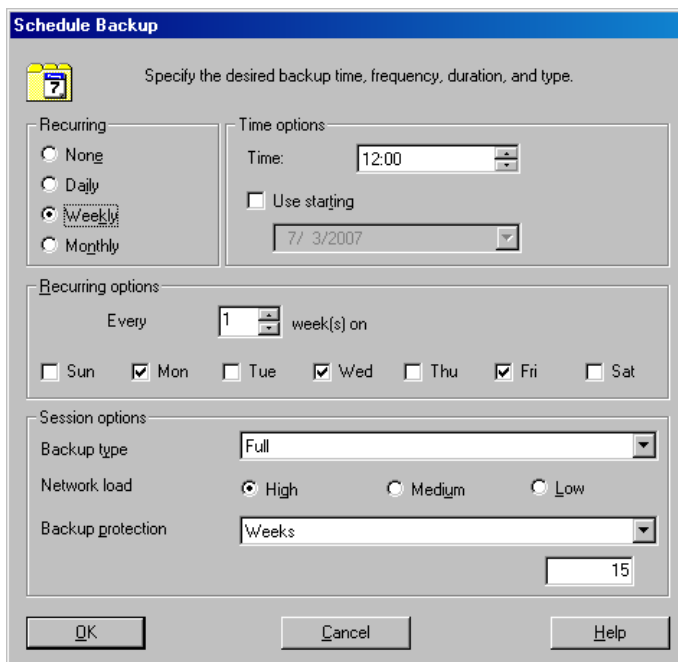 Schedule Backup
7
Specify the desired backup time, frequency, duration, and type.
Recurring
None
Daily
Weekly
Monthly
Time options
Time: 12:00
Use starting
7/ 3/2007
Recurring options
Every 1 week(s) on
Sun Mon Tue Wed Thu Fri Sat
Session options
Backup type Full
Network load High Medium Low
Backup protection Weeks
15
OK Cancel Help